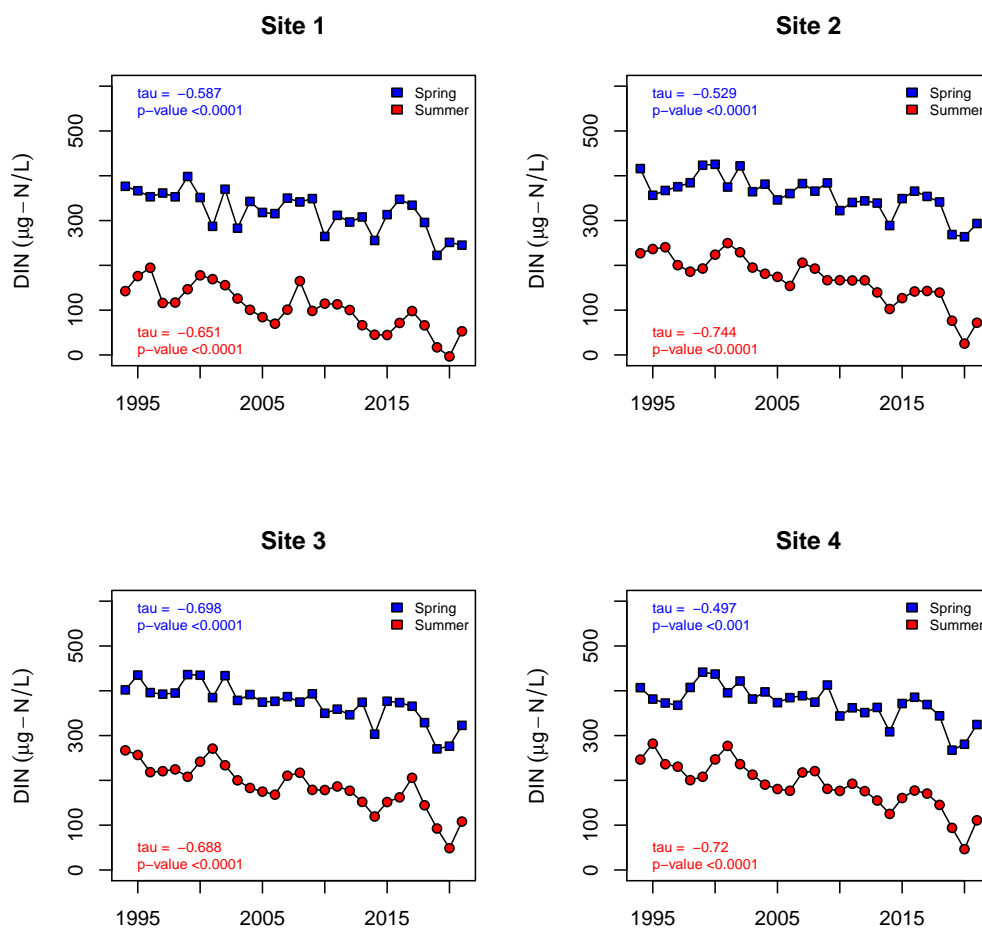 Site 1
tau = −0.587
p−value <0.0001
Spring
Summer
DIN (μg−N/L)
500
300
100
0
tau = −0.651
p−value <0.0001
1995
2005
2015
Site 2
tau = −0.529
p−value <0.0001
Spring
Summer
DIN (μg−N/L)
500
300
100
0
tau = −0.744
p−value <0.0001
1995
2005
2015
Site 3
tau = −0.698
p−value <0.0001
Spring
Summer
DIN (μg−N/L)
500
300
100
0
tau = −0.688
p−value <0.0001
1995
2005
2015
Site 4
tau = −0.497
p−value <0.001
Spring
Summer
DIN (μg−N/L)
500
300
100
0
tau = −0.72
p−value <0.0001
1995
2005
2015